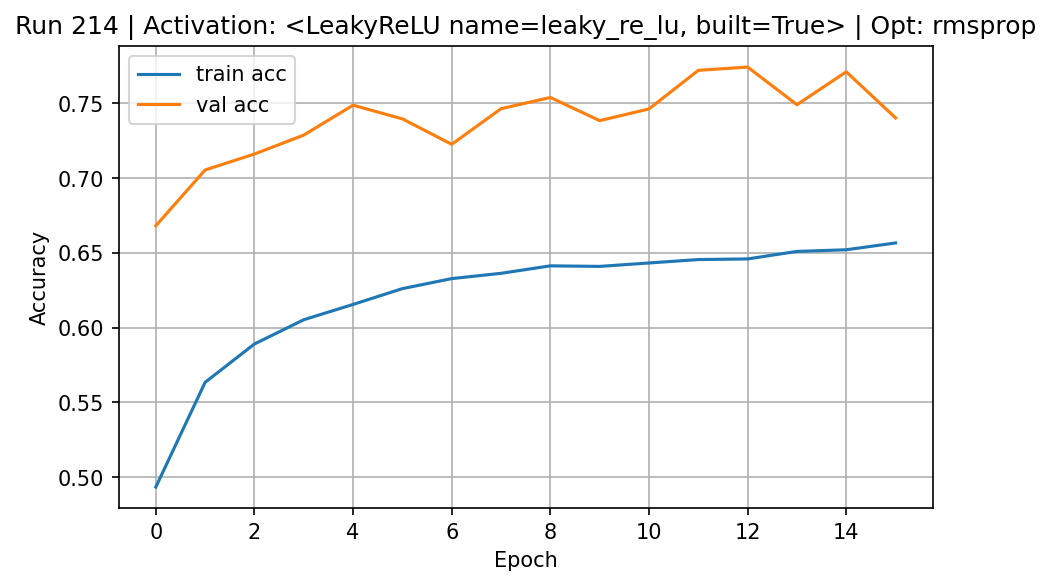 Run 214 | Activation: <LeakyReLU name=leaky_re_lu, built=True> | Opt: rmsprop
train acc
val acc
0.75
0.70
0.65
0.60
0.55
0.50
Accuracy
0 2 4 6 8 10 12 14
Epoch